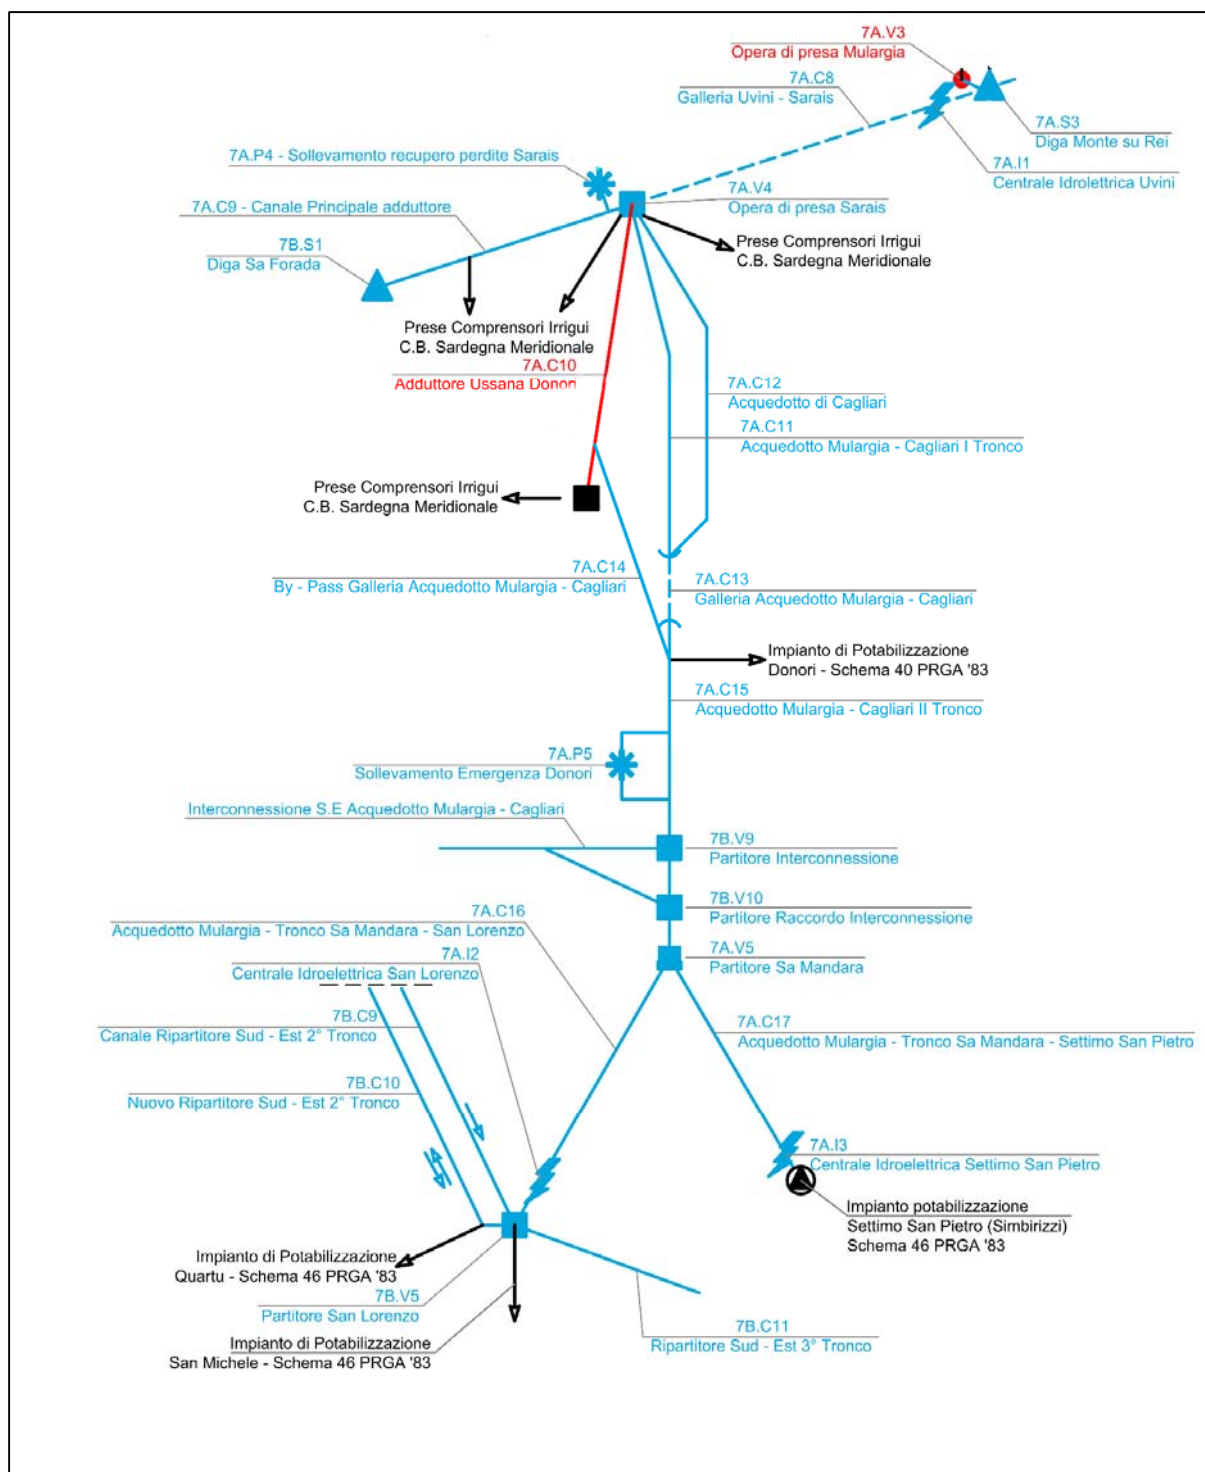 7A.V3
Opera di presa Mulargia
7A.C8
Galleria Uvini - Sarais
7A.S3
Diga Monte su Rei
7A.I1
Centrale Idrolettrica Uvini
7A.P4 - Sollevamento recupero perdite Sarais
7A.V4
Opera di presa Sarais
7A.C9 - Canale Principale adduttore
7B.S1
Diga Sa Forada
Prese Comprensori Irrigui
C.B. Sardegna Meridionale
Prese Comprensori Irrigui
C.B. Sardegna Meridionale
7A.C10
Adduttore Ussana Donori
7A.C12
Acquedotto di Cagliari
7A.C11
Acquedotto Mulargia - Cagliari I Tronco
Prese Comprensori Irrigui
C.B. Sardegna Meridionale
7A.C14
By - Pass Galleria Acquedotto Mulargia - Cagliari
7A.C13
Galleria Acquedotto Mulargia - Cagliari
Impianto di Potabilizzazione
Donori - Schema 40 PRGA '83
7A.C15
Acquedotto Mulargia - Cagliari II Tronco
7A.P5
Sollevamento Emergenza Donori
Interconnessione S.E Acquedotto Mulargia - Cagliari
7B.V9
Partitore Interconnessione
7B.V10
Partitore Raccordo Interconnessione
7A.C16
Acquedotto Mulargia - Tronco Sa Mandara - San Lorenzo
7A.V5
Partitore Sa Mandara
7A.I2
Centrale Idroelettrica San Lorenzo
7B.C9
Canale Ripartitore Sud - Est 2° Tronco
7A.C17
Acquedotto Mulargia - Tronco Sa Mandara - Settimo San Pietro
7B.C10
Nuovo Ripartitore Sud - Est 2° Tronco
7A.I3
Centrale Idroelettrica Settimo San Pietro
Impianto potabilizzazione
Settimo San Pietro (Simbirizzi)
Schema 46 PRGA '83
Impianto di Potabilizzazione
Quartu - Schema 46 PRGA '83
7B.V5
Partitore San Lorenzo
Impianto di Potabilizzazione
San Michele - Schema 46 PRGA '83
7B.C11
Ripartitore Sud - Est 3° Tronco